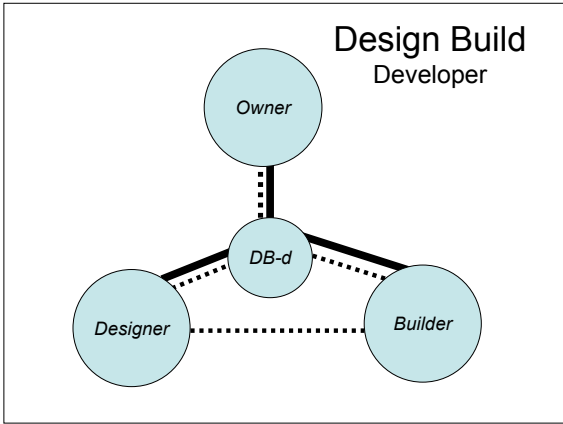 Design Build
Developer
Owner
DB-d
Designer
Builder